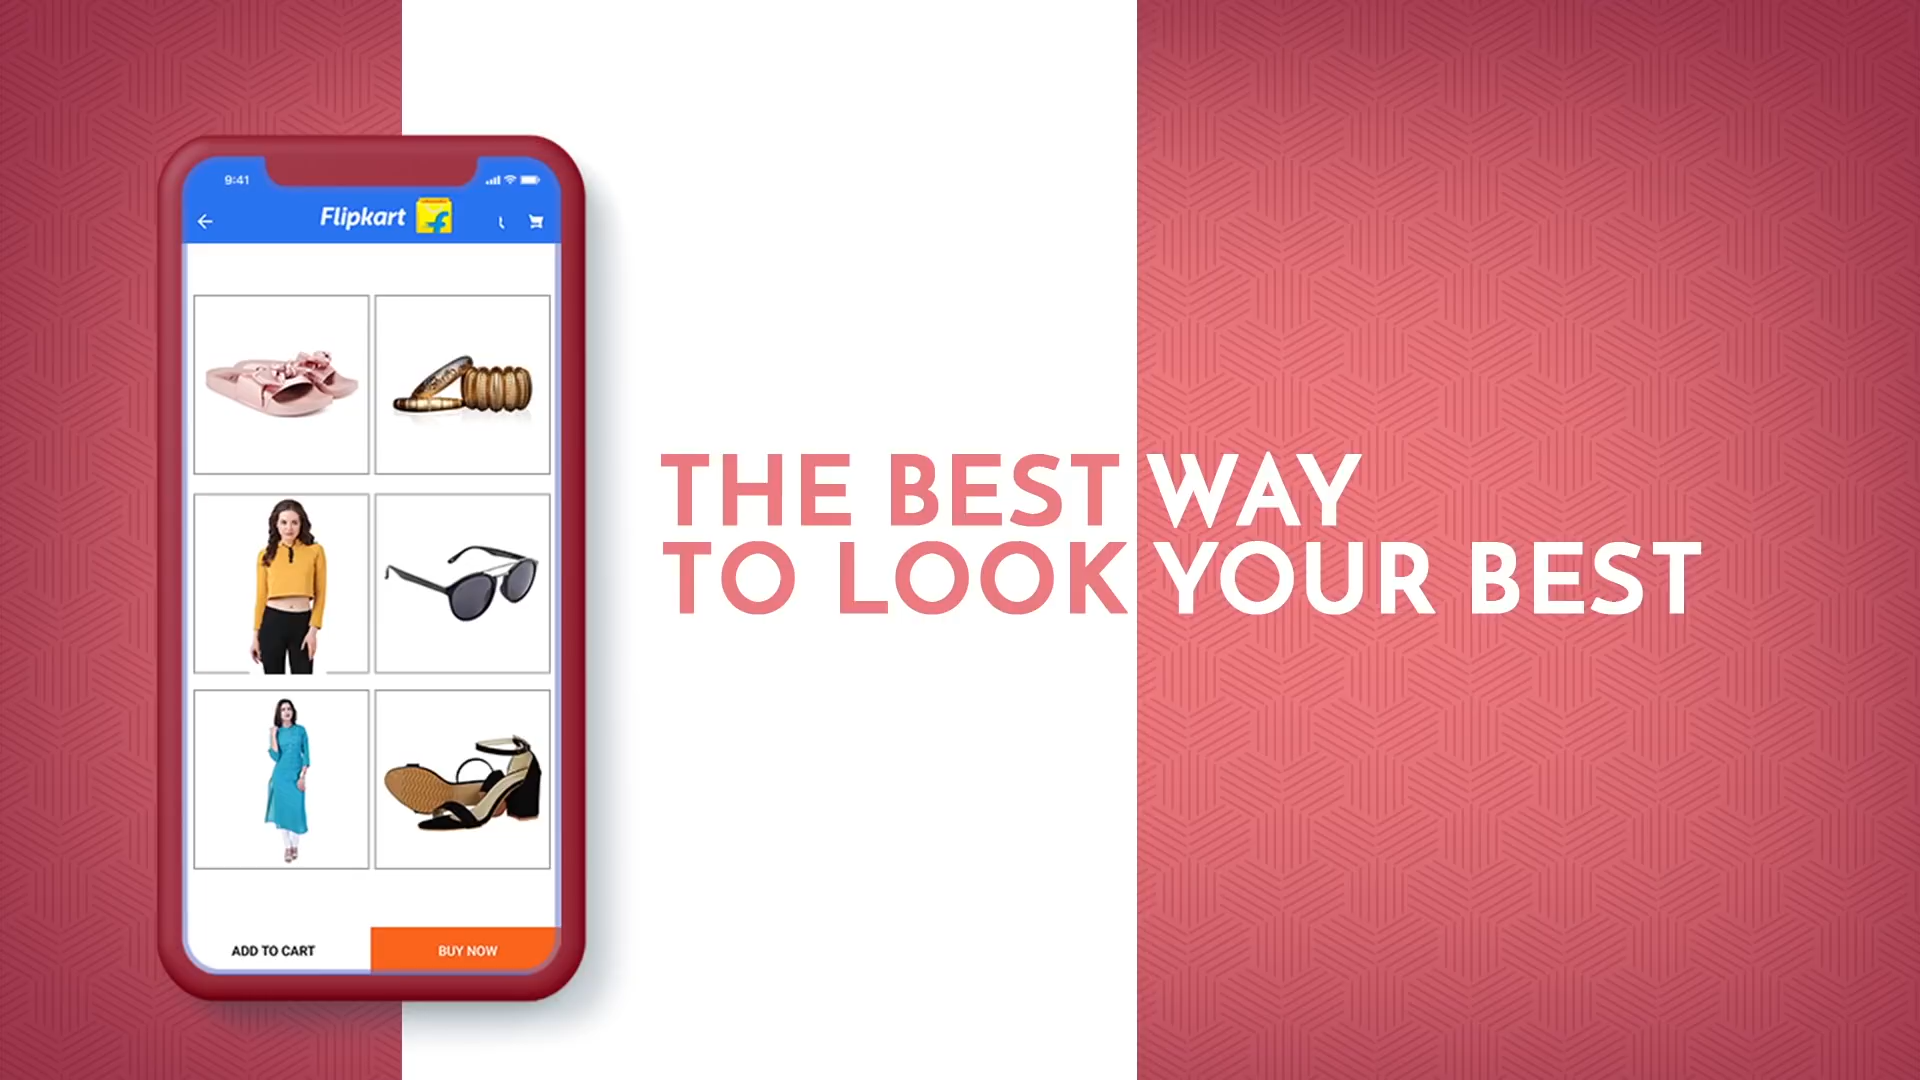 9:41
Flipkart
THE BEST WAY
TO LOOK YOUR BEST
ADD TO CART
BUY NOW